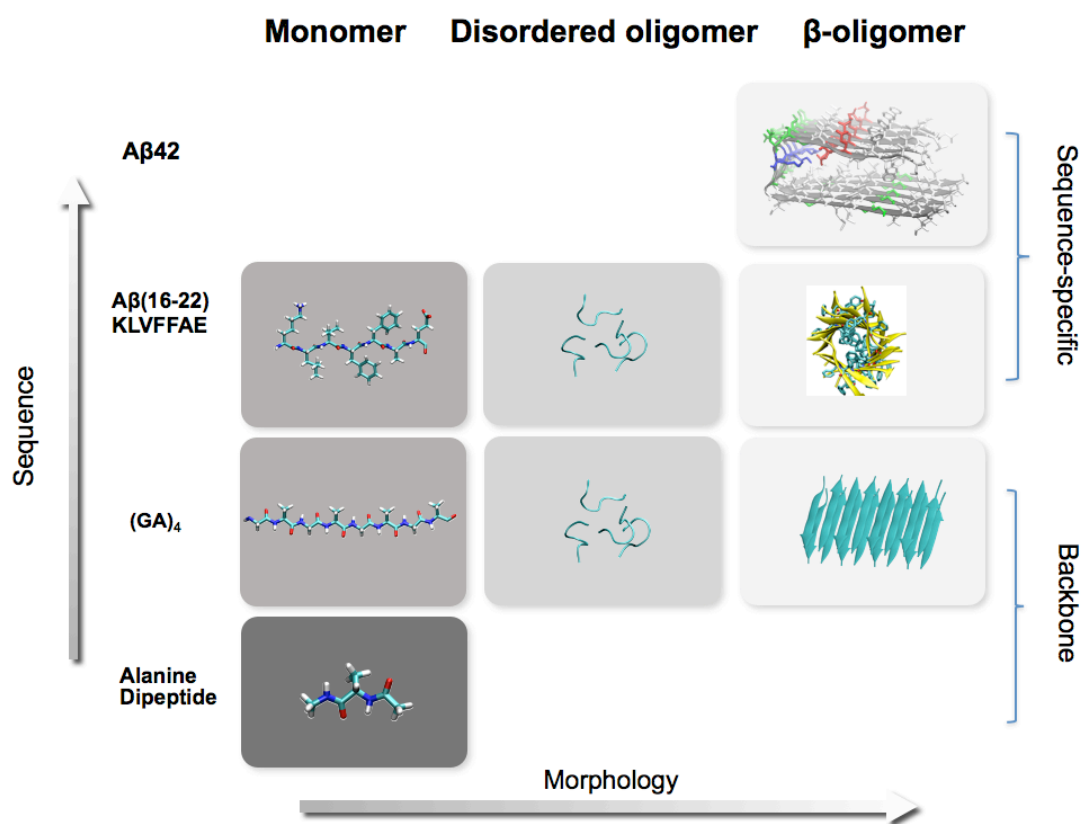 Monomer
Disordered oligomer
β-oligomer
Aβ42
Aβ(16-22)
KLVFFAE
(GA)₄
Alanine
Dipeptide
Sequence
Morphology
Sequence-specific
Backbone